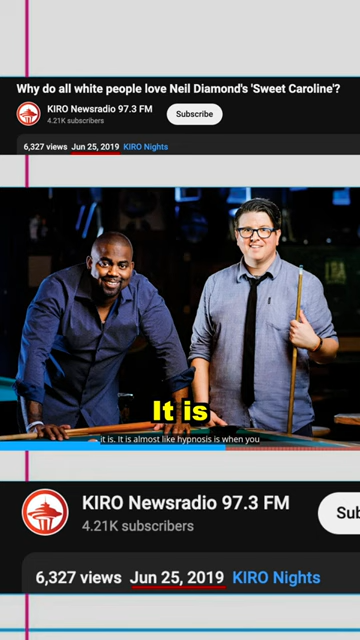 Why do all white people love Neil Diamond's 'Sweet Caroline'?
KIRO Newsradio 97.3 FM
4.21K subscribers
Subscribe
6,327 views Jun 25, 2019 KIRO Nights
It is
it is. It is almost like hypnosis is when you
KIRO Newsradio 97.3 FM
4.21K subscribers
Sub
6,327 views Jun 25, 2019 KIRO Nights